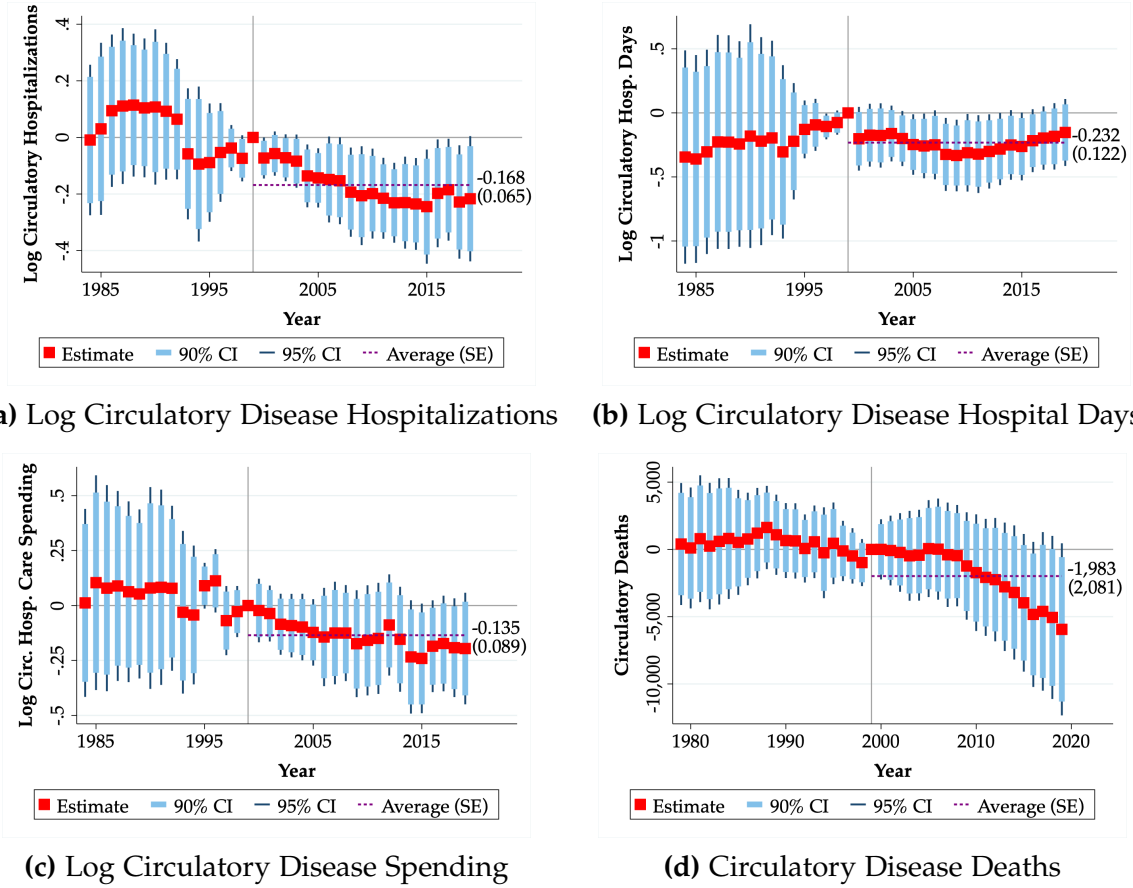 Log Circulatory Hospitalizations
.4
.2
0
-.2
-.4
-0.168
(0.065)
1985 1995 2005 2015
Year
Estimate 90% CI 95% CI Average (SE)
a) Log Circulatory Disease Hospitalizations
Log Circulatory Hosp. Days
.5
0
-.5
-1
-0.232
(0.122)
1985 1995 2005 2015
Year
Estimate 90% CI 95% CI Average (SE)
(b) Log Circulatory Disease Hospital Days
Log Circ. Hosp. Care Spending
.5
.25
0
-.25
-.5
-0.135
(0.089)
1985 1995 2005 2015
Year
Estimate 90% CI 95% CI Average (SE)
(c) Log Circulatory Disease Spending
Circulatory Deaths
5,000
0
-5,000
-10,000
-1,983
(2,081)
1980 1990 2000 2010 2020
Year
Estimate 90% CI 95% CI Average (SE)
(d) Circulatory Disease Deaths